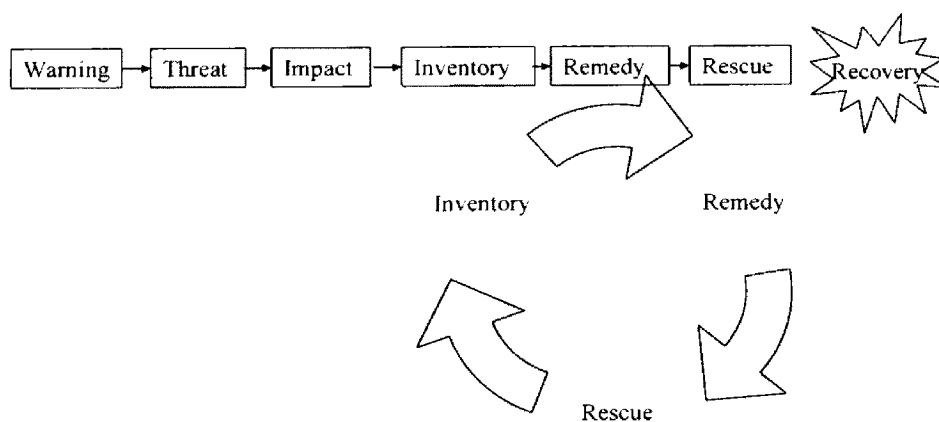 Warning Threat Impact Inventory Remedy Rescue Recovery
Inventory Remedy
Rescue